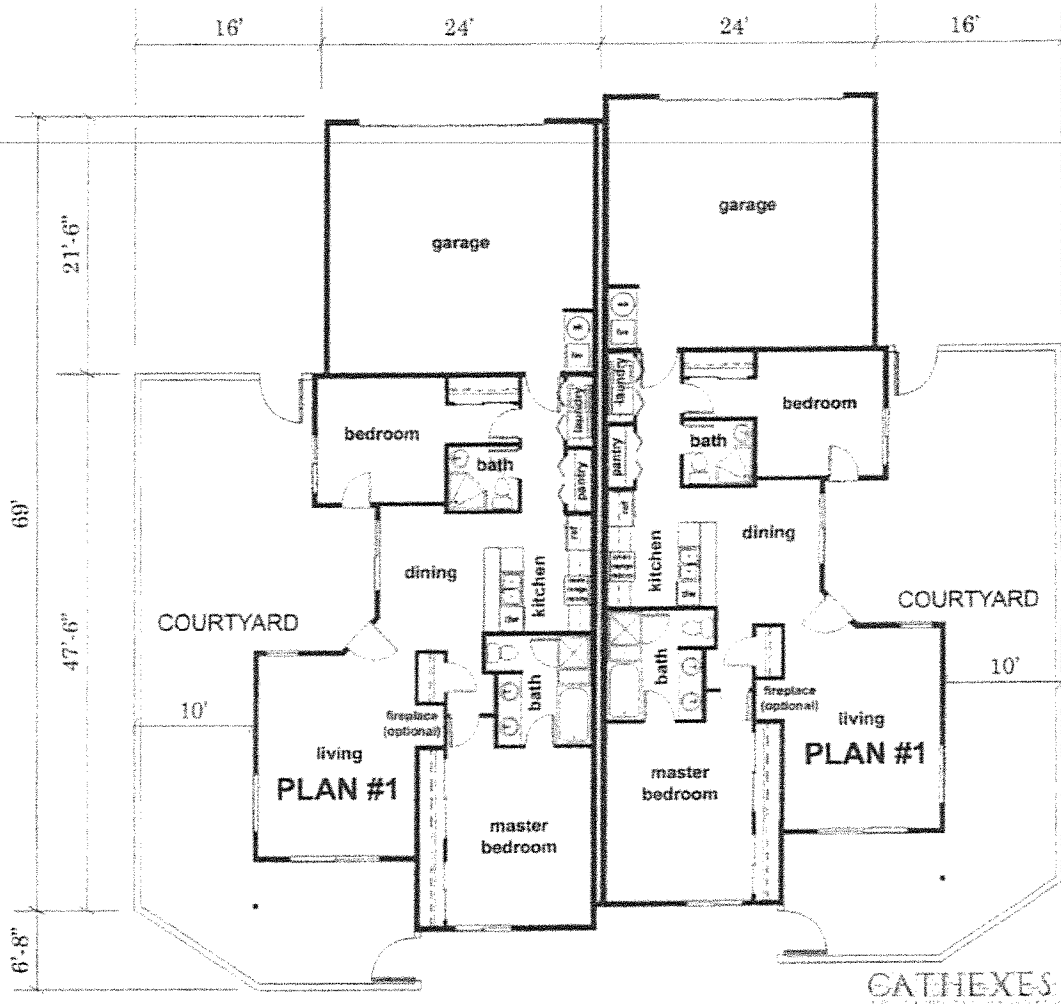 16' 24' 24' 16'
garage
garage
21'-6"
laundry
laundry
bedroom
bedroom
bath
bath
pantry
pantry
ref
ref
69'
dining
dining
kitchen
kitchen
COURTYARD
COURTYARD
47'-6"
bath
bath
10'
10'
fireplace
(optional)
fireplace
(optional)
living
PLAN #1
living
PLAN #1
master
bedroom
master
bedroom
6'-8"
CATHEXES